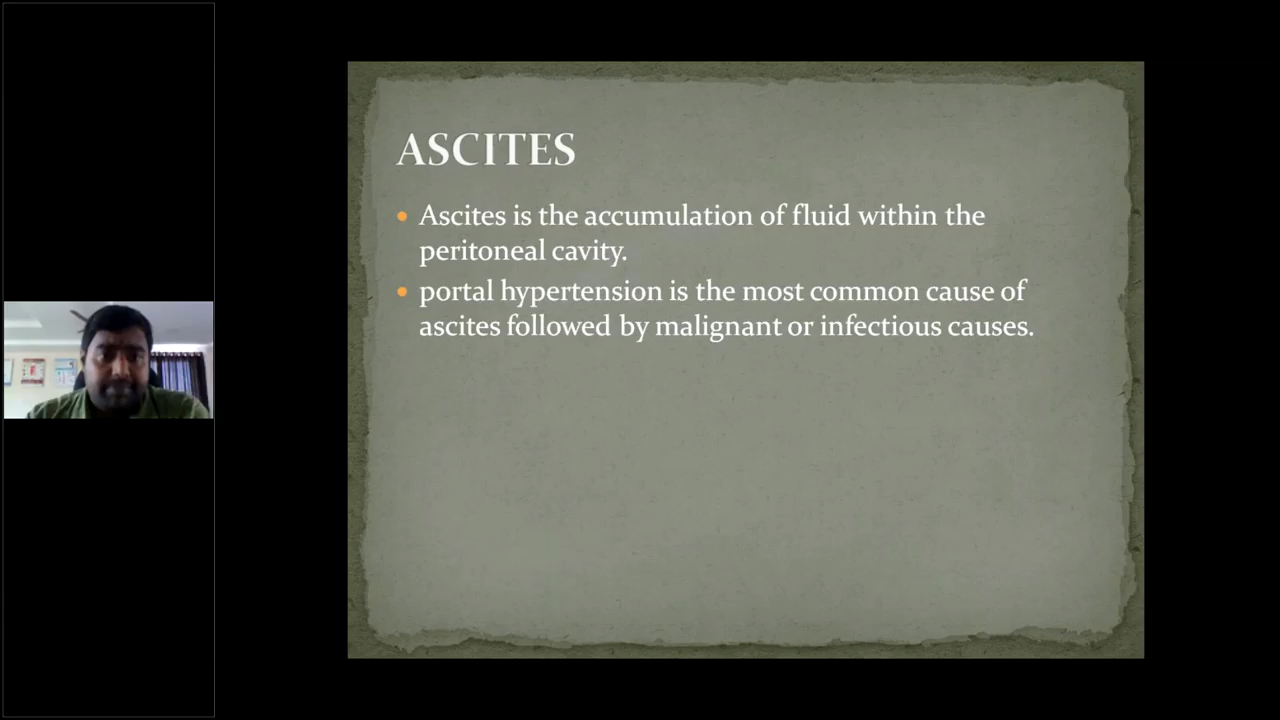 ASCITES
• Ascites is the accumulation of fluid within the
peritoneal cavity.
• portal hypertension is the most common cause of
ascites followed by malignant or infectious causes.